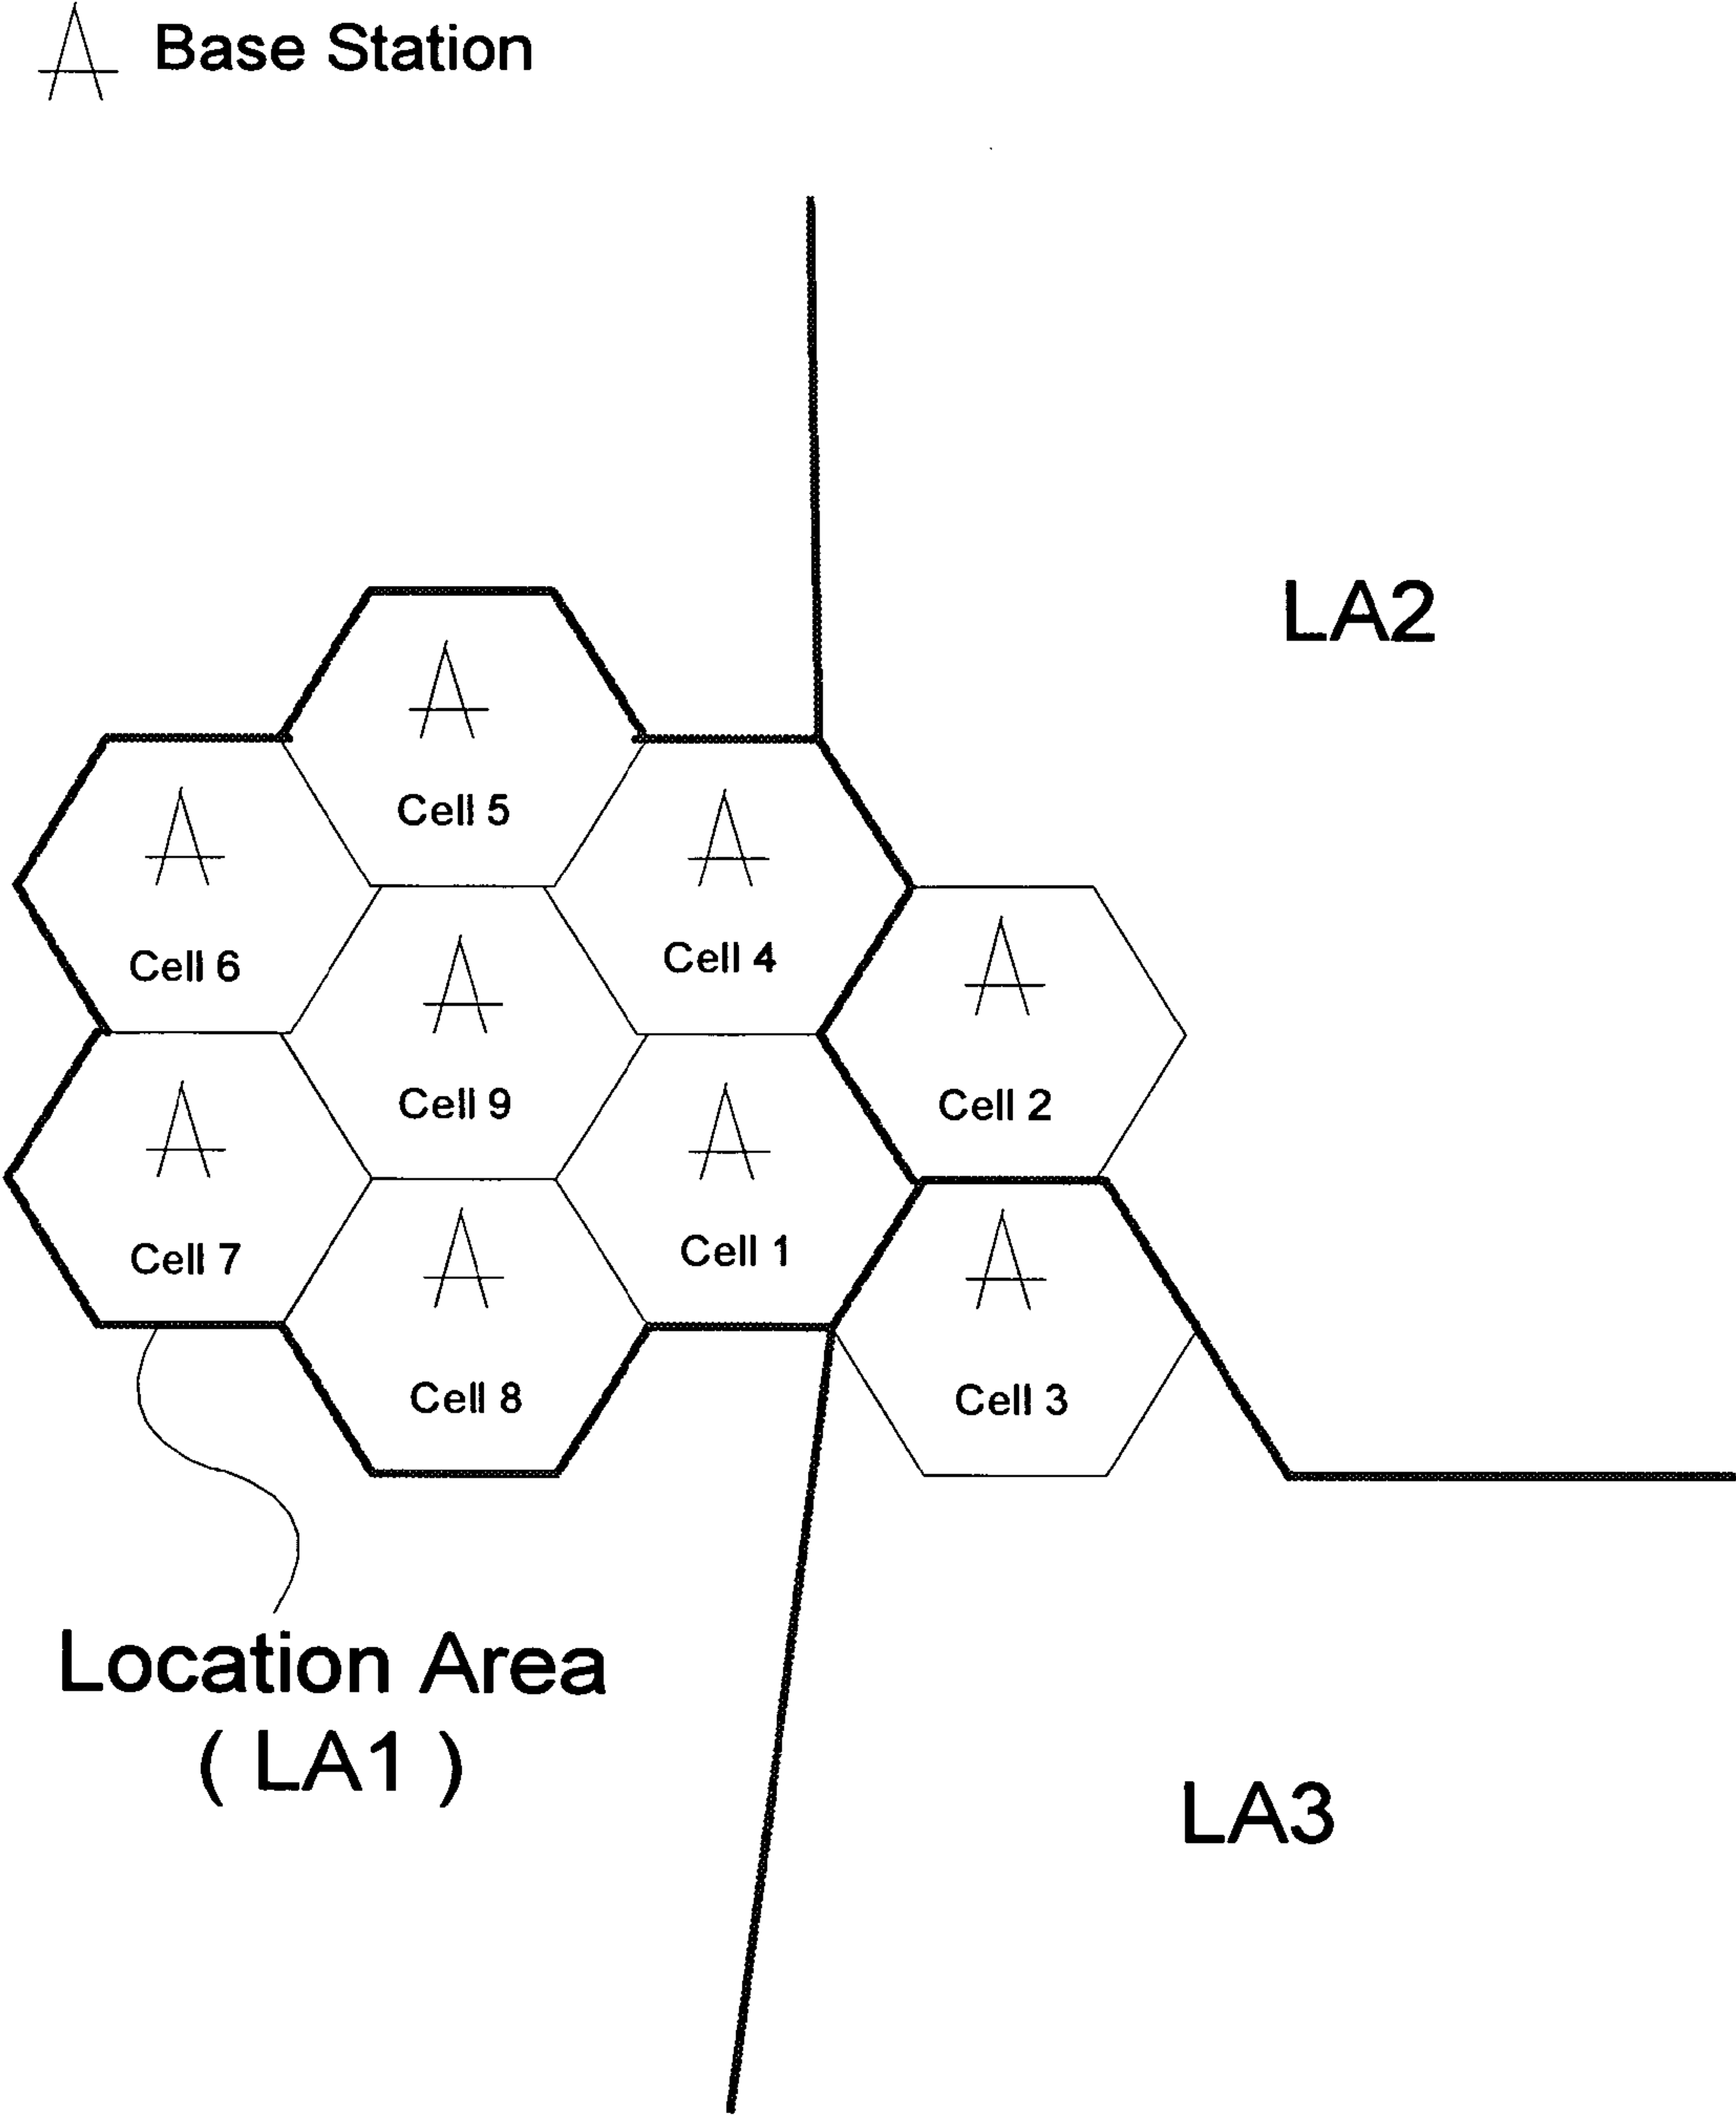 Base Station
LA2
Cell 5
Cell 6
Cell 4
Cell 9
Cell 2
Cell 7
Cell 1
Cell 8
Cell 3
Location Area
( LA1 )
LA3